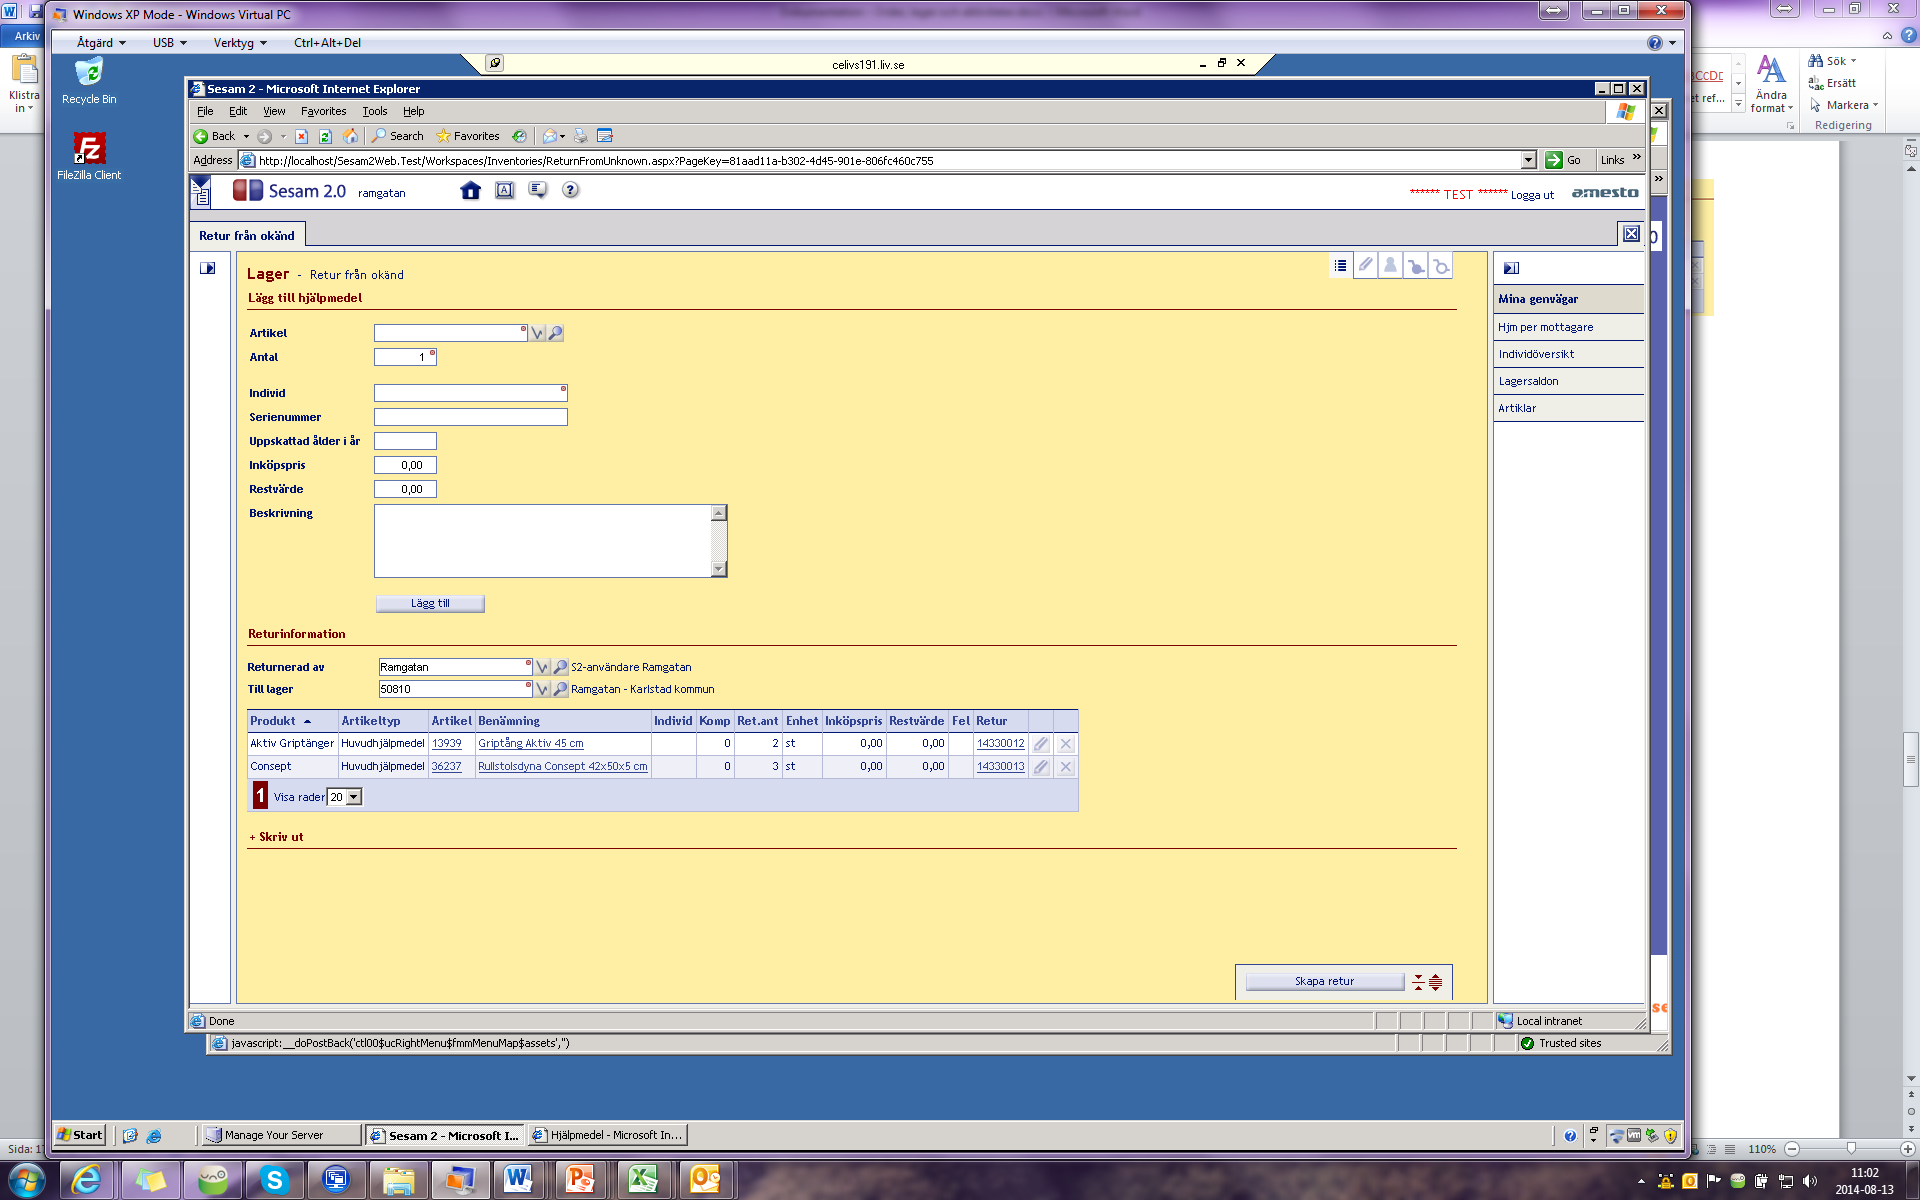 Windows XP Mode - Windows Virtual PC
Arkiv
Åtgärd
USB
Verktyg
Ctrl+Alt+Del
Klistra
in
Recycle Bin
FileZilla Client
celivs191.liv.se
Sesam 2 - Microsoft Internet Explorer
File Edit View Favorites Tools Help
Back Search Favorites
Address http://localhost/Sesam2Web.Test/Workspaces/Inventories/ReturnFromUnknown.aspx?PageKey=81aad11a-b302-4d45-901e-806fc460c755 Go Links
Sesam 2.0 ramgatan
****** TEST ****** Logga ut amesto
Retur från okänd
Lager - Retur från okänd
Lägg till hjälpmedel
Artikel
Antal 1
Individ
Serienummer
Uppskattad ålder i år
Inköpspris 0,00
Restvärde 0,00
Beskrivning
Lägg till
Returinformation
Returnerad av Ramgatan S2-användare Ramgatan
Till lager 50810 Ramgatan - Karlstad kommun
Produkt Artikeltyp Artikel Benämning Individ Komp Ret.ant Enhet Inköpspris Restvärde Fel Retur
Aktiv Griptänger Huvudhjälpmedel 13939 Griptång Aktiv 45 cm 0 2 st 0,00 0,00 14330012
Consept Huvudhjälpmedel 36237 Rullstolsdyna Consept 42x50x5 cm 0 3 st 0,00 0,00 14330013
1 Visa rader 20
+ Skriv ut
Skapa retur
Mina genvägar
Hjm per mottagare
Individöversikt
Lagersaldon
Artiklar
Done
Local intranet
javascript:__doPostBack('ctl00$ucRightMenu$fmmMenuMap$assets','')
Trusted sites
Start
Manage Your Server
Sesam 2 - Microsoft I...
Hjälpmedel - Microsoft In...
Sök
Ersätt
Markera
Redigering
Ändra
format
et ref...
Sida: 1
110%
11:02
2014-08-13